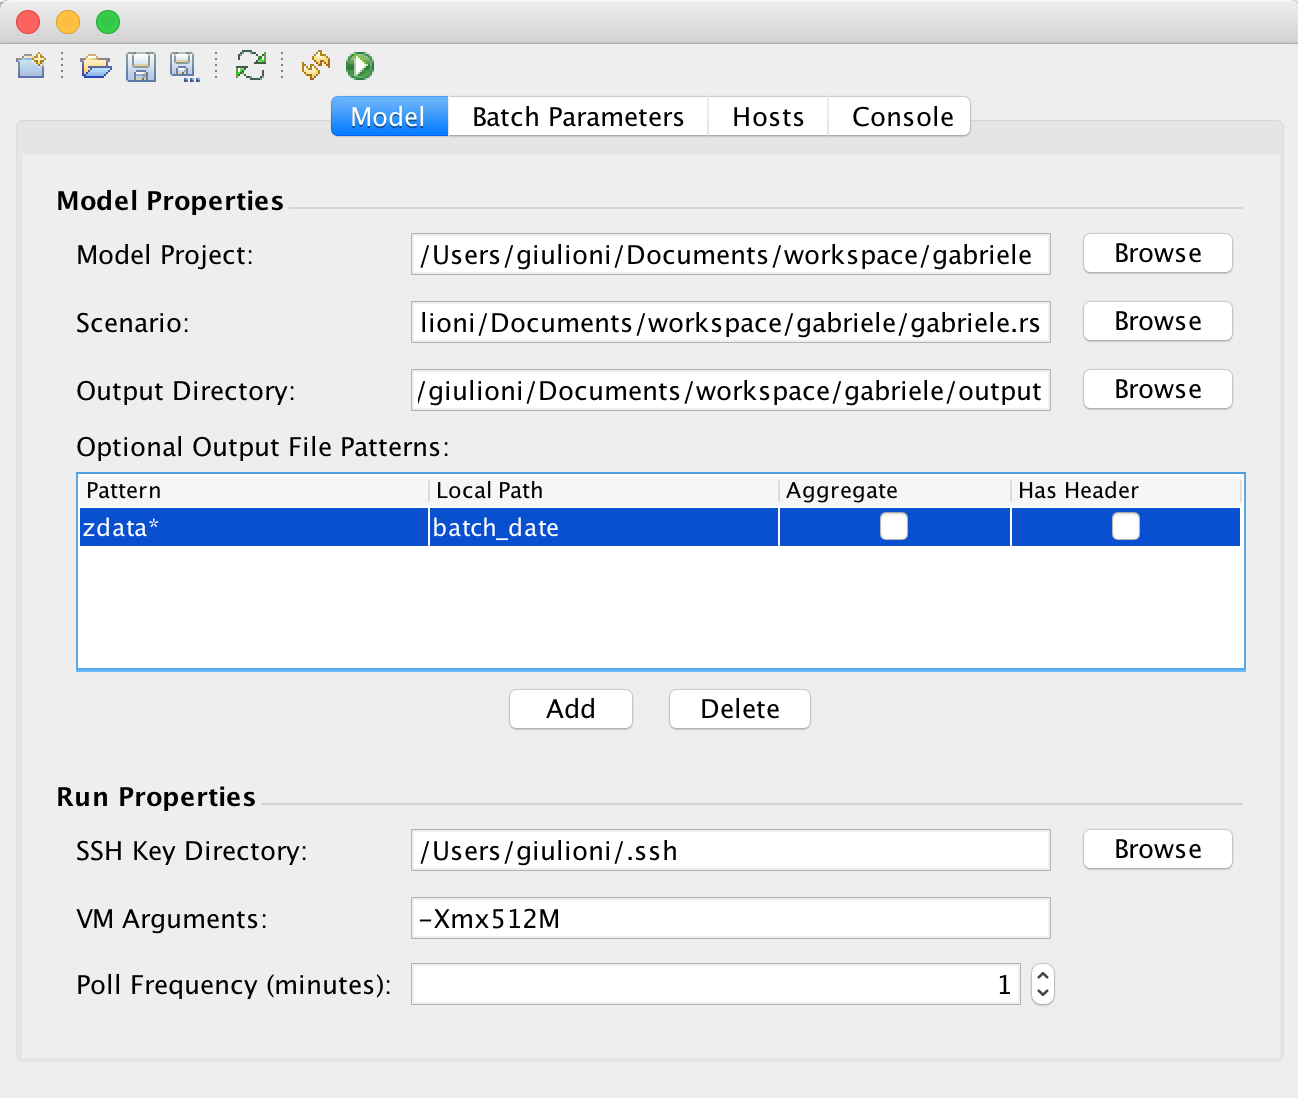 Model Batch Parameters Hosts Console
Model Properties
Model Project: /Users/giulioni/Documents/workspace/gabriele Browse
Scenario: lioni/Documents/workspace/gabriele/gabriele.rs Browse
Output Directory: /giulioni/Documents/workspace/gabriele/output Browse
Optional Output File Patterns:
Pattern Local Path Aggregate Has Header
zdata* batch_date
Add Delete
Run Properties
SSH Key Directory: /Users/giulioni/.ssh Browse
VM Arguments: -Xmx512M
Poll Frequency (minutes): 1